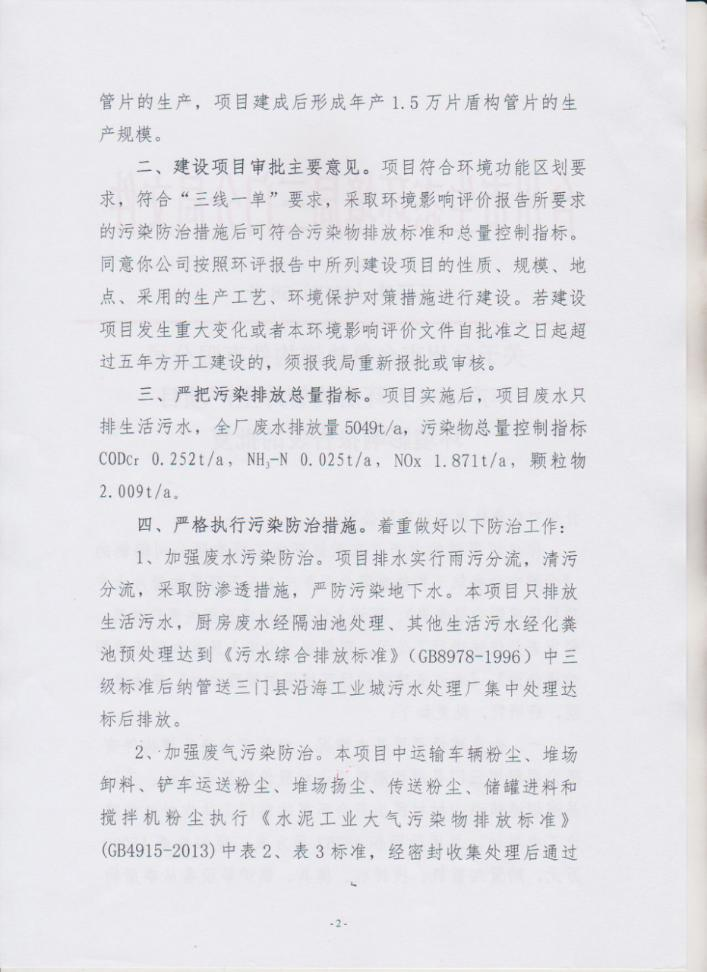 管片的生产，项目建成后形成年产 1.5 万片盾构管片的生
产规模。
二、建设项目审批主要意见。项目符合环境功能区划要
求，符合“三线一单”要求，采取环境影响评价报告所要求
的污染防治措施后可符合污染物排放标准和总量控制指标。
同意你公司按照环评报告中所列建设项目的性质、规模、地
点、采用的生产工艺、环境保护对策措施进行建设。若建设
项目发生重大变化或者本环境影响评价文件自批准之日起超
过五年方开工建设的，须报我局重新报批或审核。
三、严把污染排放总量指标。项目实施后，项目废水只
排生活污水，全厂废水排放量 5049t/a，污染物总量控制指标
CODcr 0.252t/a，NH₃-N 0.025t/a，NOx 1.871t/a，颗粒物
2.009t/a。
四、严格执行污染防治措施。着重做好以下防治工作：
1、加强废水污染防治。项目排水实行雨污分流，清污
分流，采取防渗透措施，严防污染地下水。本项目只排放
生活污水，厨房废水经隔油池处理、其他生活污水经化粪
池预处理达到《污水综合排放标准》（GB8978-1996）中三
级标准后纳管送三门县沿海工业城污水处理厂集中处理达
标后排放。
2、加强废气污染防治。本项目中运输车辆粉尘、堆场
卸料、铲车运送粉尘、堆场扬尘、传送粉尘、储罐进料和
搅拌机粉尘执行《水泥工业大气污染物排放标准》
(GB4915-2013)中表 2、表 3 标准，经密封收集处理后通过
-2-